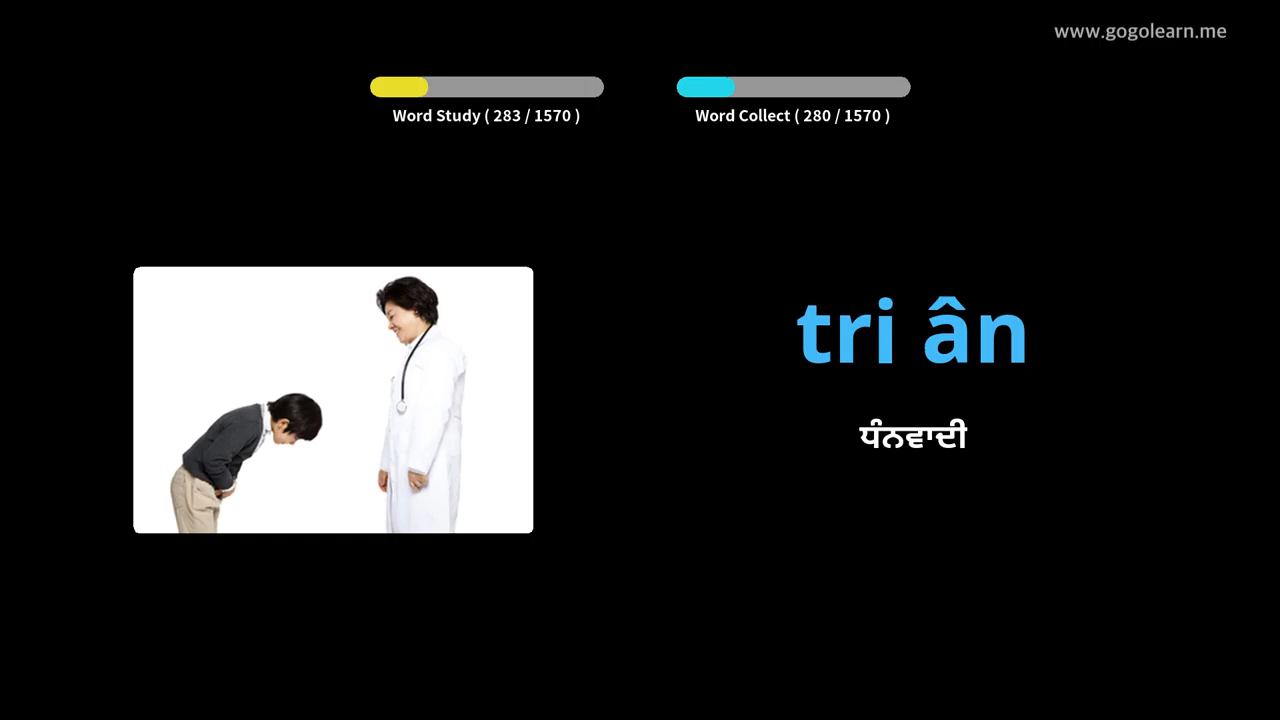 www.gogolearn.me
Word Study ( 283 / 1570 )
Word Collect ( 280 / 1570 )
tri ân
ਧੰਨਵਾਦੀ